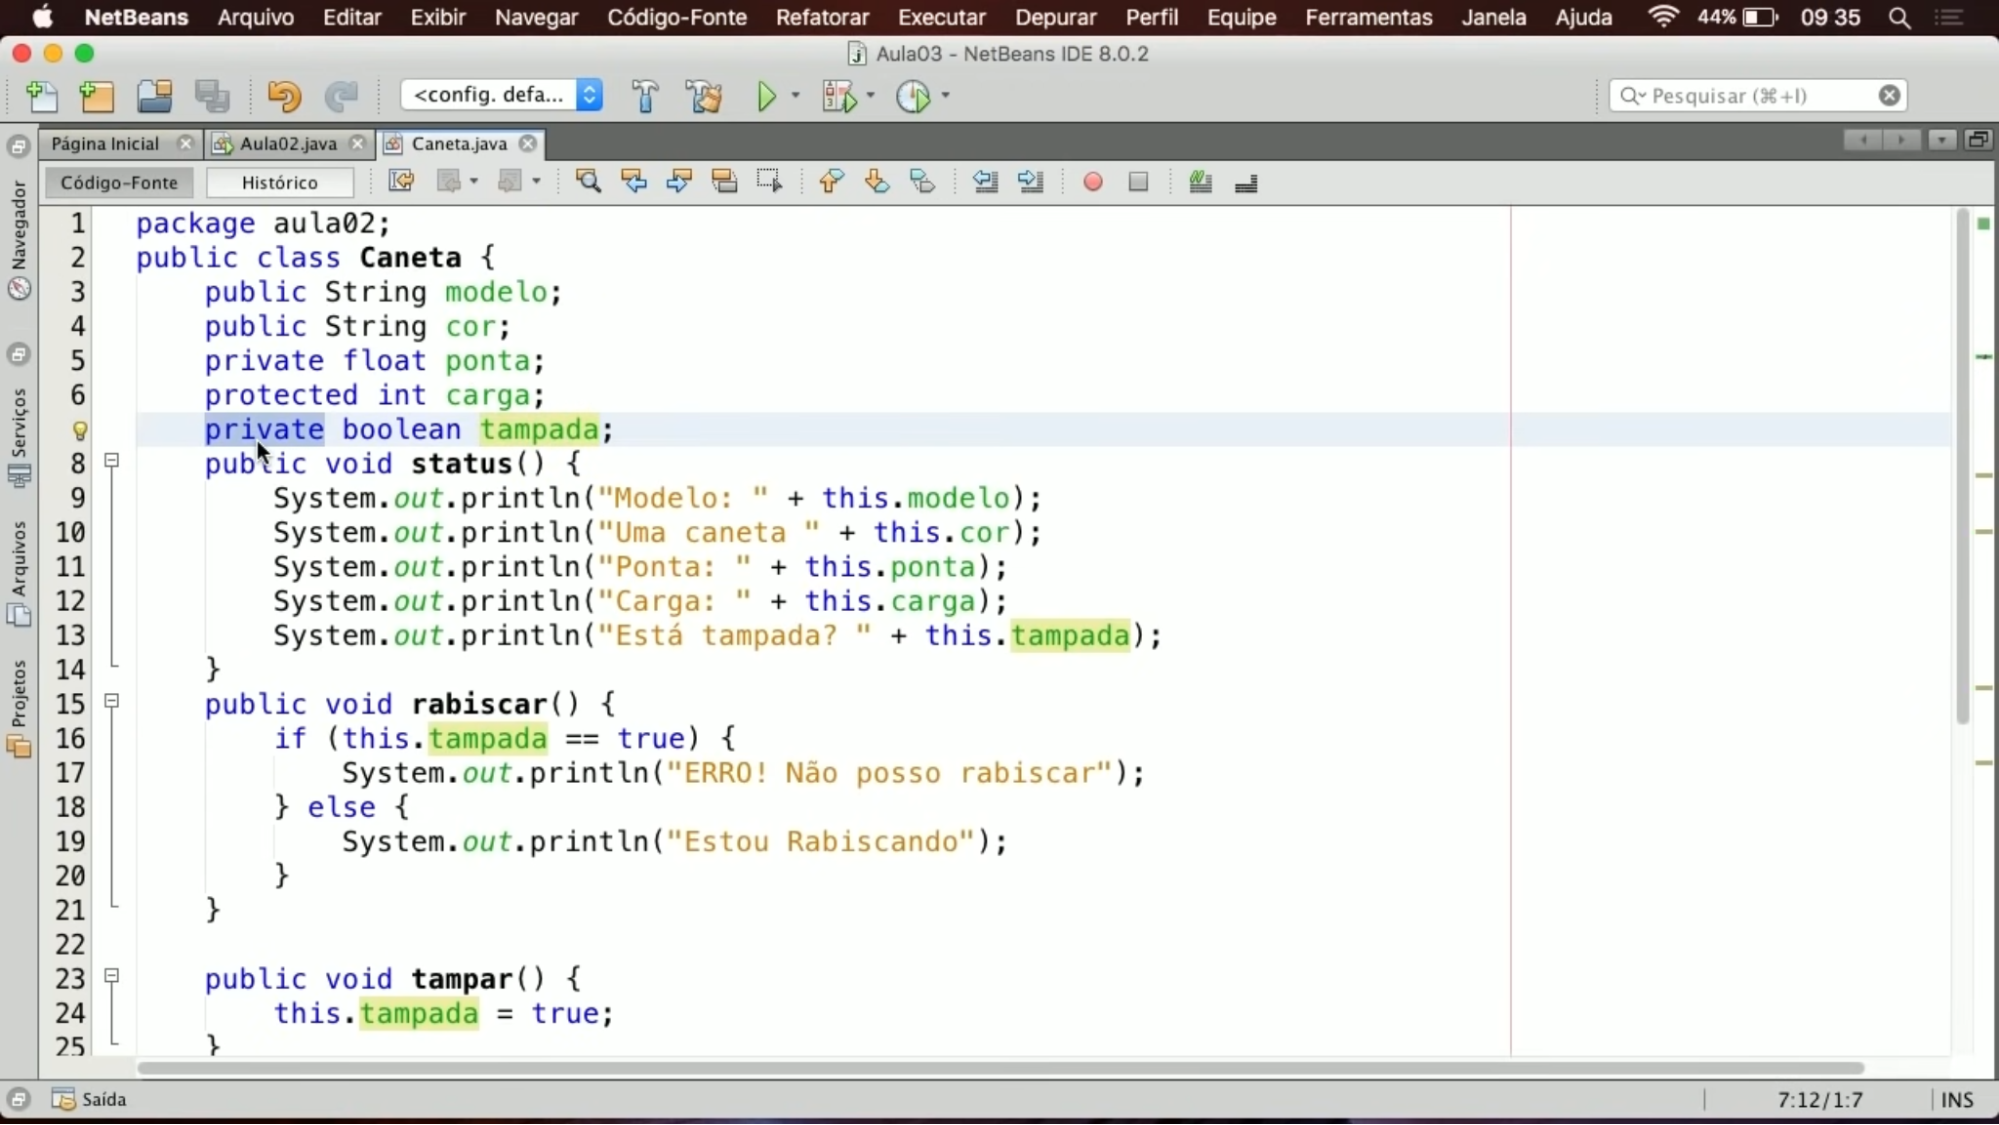 NetBeans Arquivo Editar Exibir Navegar Código-Fonte Refatorar Executar Depurar Perfil Equipe Ferramentas Janela Ajuda 44% 09 35
Aula03 - NetBeans IDE 8.0.2
<config. defa... Pesquisar (⌘+I)
Página Inicial Aula02.java Caneta.java
Código-Fonte Histórico
Navegador
Serviços
Arquivos
Projetos
1 package aula02;
2 public class Caneta {
3 public String modelo;
4 public String cor;
5 private float ponta;
6 protected int carga;
private boolean tampada;
8 public void status() {
9 System.out.println("Modelo: " + this.modelo);
10 System.out.println("Uma caneta " + this.cor);
11 System.out.println("Ponta: " + this.ponta);
12 System.out.println("Carga: " + this.carga);
13 System.out.println("Está tampada? " + this.tampada);
14 }
15 public void rabiscar() {
16 if (this.tampada == true) {
17 System.out.println("ERRO! Não posso rabiscar");
18 } else {
19 System.out.println("Estou Rabiscando");
20 }
21 }
22
23 public void tampar() {
24 this.tampada = true;
25 }
Saída 7:12/1:7 INS